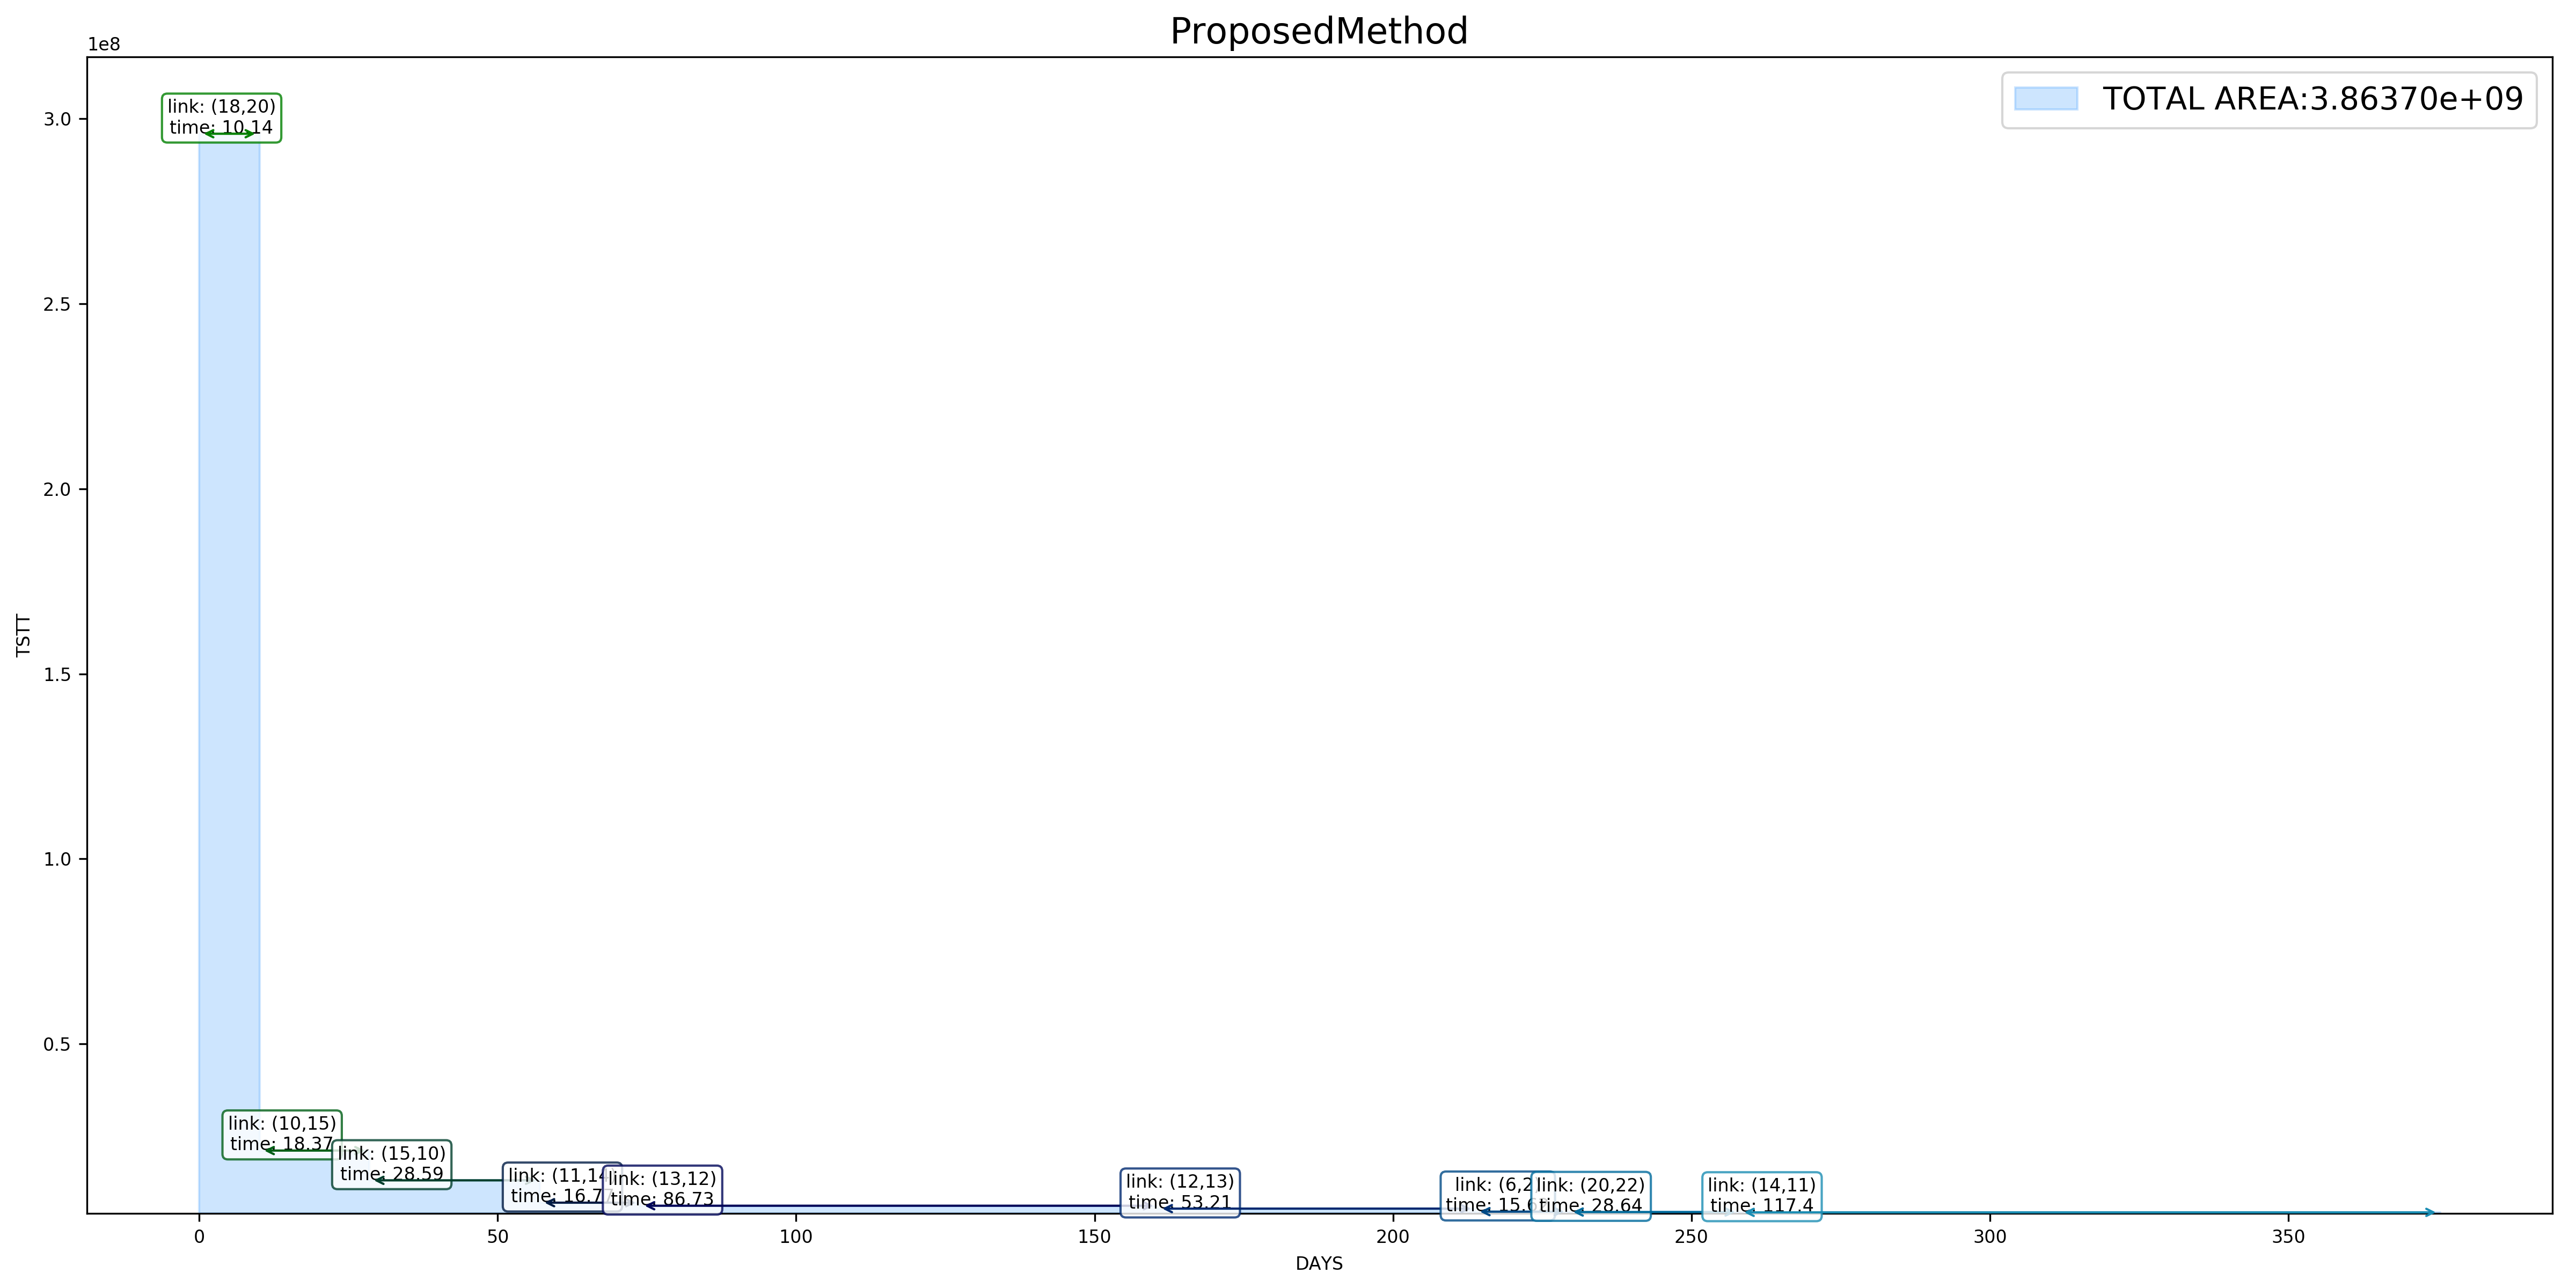 ProposedMethod
1e8
TOTAL AREA:3.86370e+09
3.0
2.5
2.0
1.5
1.0
0.5
TSTT
link: (18,20)
time: 10.14
link: (10,15)
time: 18.37
link: (15,10)
time: 28.59
link: (11,14
time: 16.7
link: (13,12)
time: 86.73
link: (12,13)
time: 53.21
link: (6,2
time: 15.6
link: (20,22)
time: 28.64
link: (14,11)
time: 117.4
0 50 100 150 200 250 300 350
DAYS